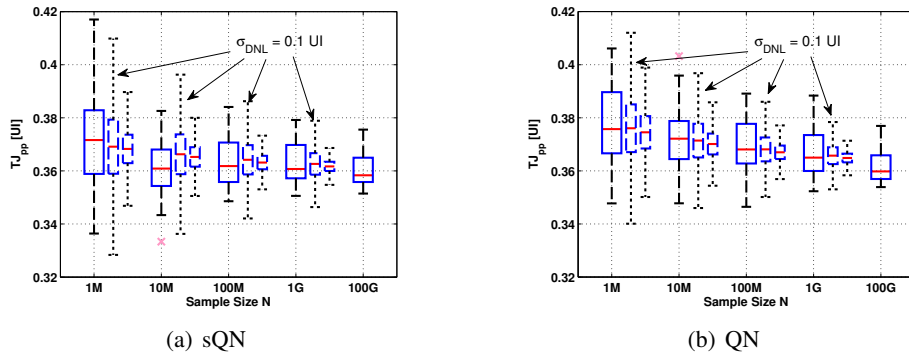 0.42
0.4
0.38
0.36
0.34
0.32
TJpp [UI]
σDNL = 0.1 UI
1M 10M 100M 1G 100G
Sample Size N
(a) sQN
0.42
0.4
0.38
0.36
0.34
0.32
TJpp [UI]
σDNL = 0.1 UI
1M 10M 100M 1G 100G
Sample Size N
(b) QN